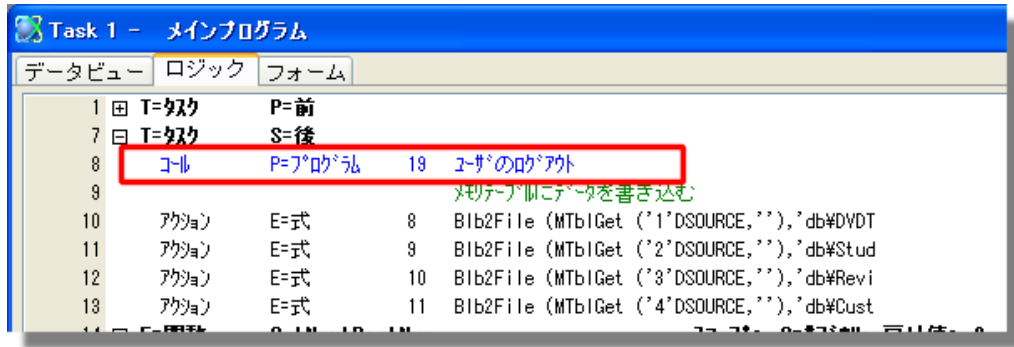 Task 1 - メインプログラム
データビュー ロジック フォーム
1 T=ﾀｽｸ P=前
7 T=ﾀｽｸ S=後
8 ｺｰﾙ P=ﾌﾟﾛｸﾞﾗﾑ 19 ﾕｰｻﾞのﾛｸﾞｱｳﾄ
9 ﾒﾓﾘﾃｰﾌﾞﾙにﾃﾞｰﾀを書き込む
10 ｱｸｼｮﾝ E=式 8 Blb2File (MTblGet ('1'DSOURCE,''),'db¥DVDT
11 ｱｸｼｮﾝ E=式 9 Blb2File (MTblGet ('2'DSOURCE,''),'db¥Stud
12 ｱｸｼｮﾝ E=式 10 Blb2File (MTblGet ('3'DSOURCE,''),'db¥Revi
13 ｱｸｼｮﾝ E=式 11 Blb2File (MTblGet ('4'DSOURCE,''),'db¥Cust